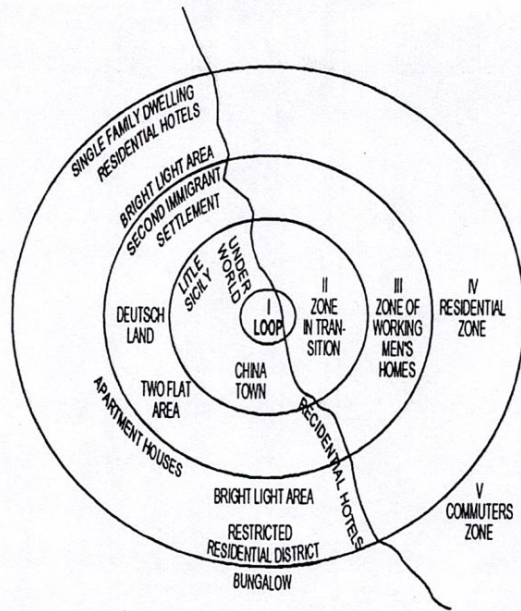 SINGLE FAMILY DWELLING
RESIDENTIAL HOTELS
BRIGHT LIGHT AREA
SECOND IMMIGRANT
SETTLEMENT
LITLE
SICILY
UNDER
WORLD
I
LOOP
II
ZONE
IN TRAN-
SITION
III
ZONE OF
WORKING
MEN'S
HOMES
IV
RESIDENTIAL
ZONE
DEUTSCH
LAND
CHINA
TOWN
TWO FLAT
AREA
APARTMENT HOUSES
RECIDENTIAL HOTELS
BRIGHT LIGHT AREA
RESTRICTED
RESIDENTIAL DISTRICT
BUNGALOW
V
COMMUTERS
ZONE